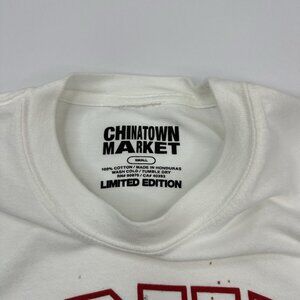 CHINATOWN
MARKET
SMALL
100% COTTON / MADE IN HONDURAS
WASH COLD / TUMBLE DRY
LIMITED EDITION